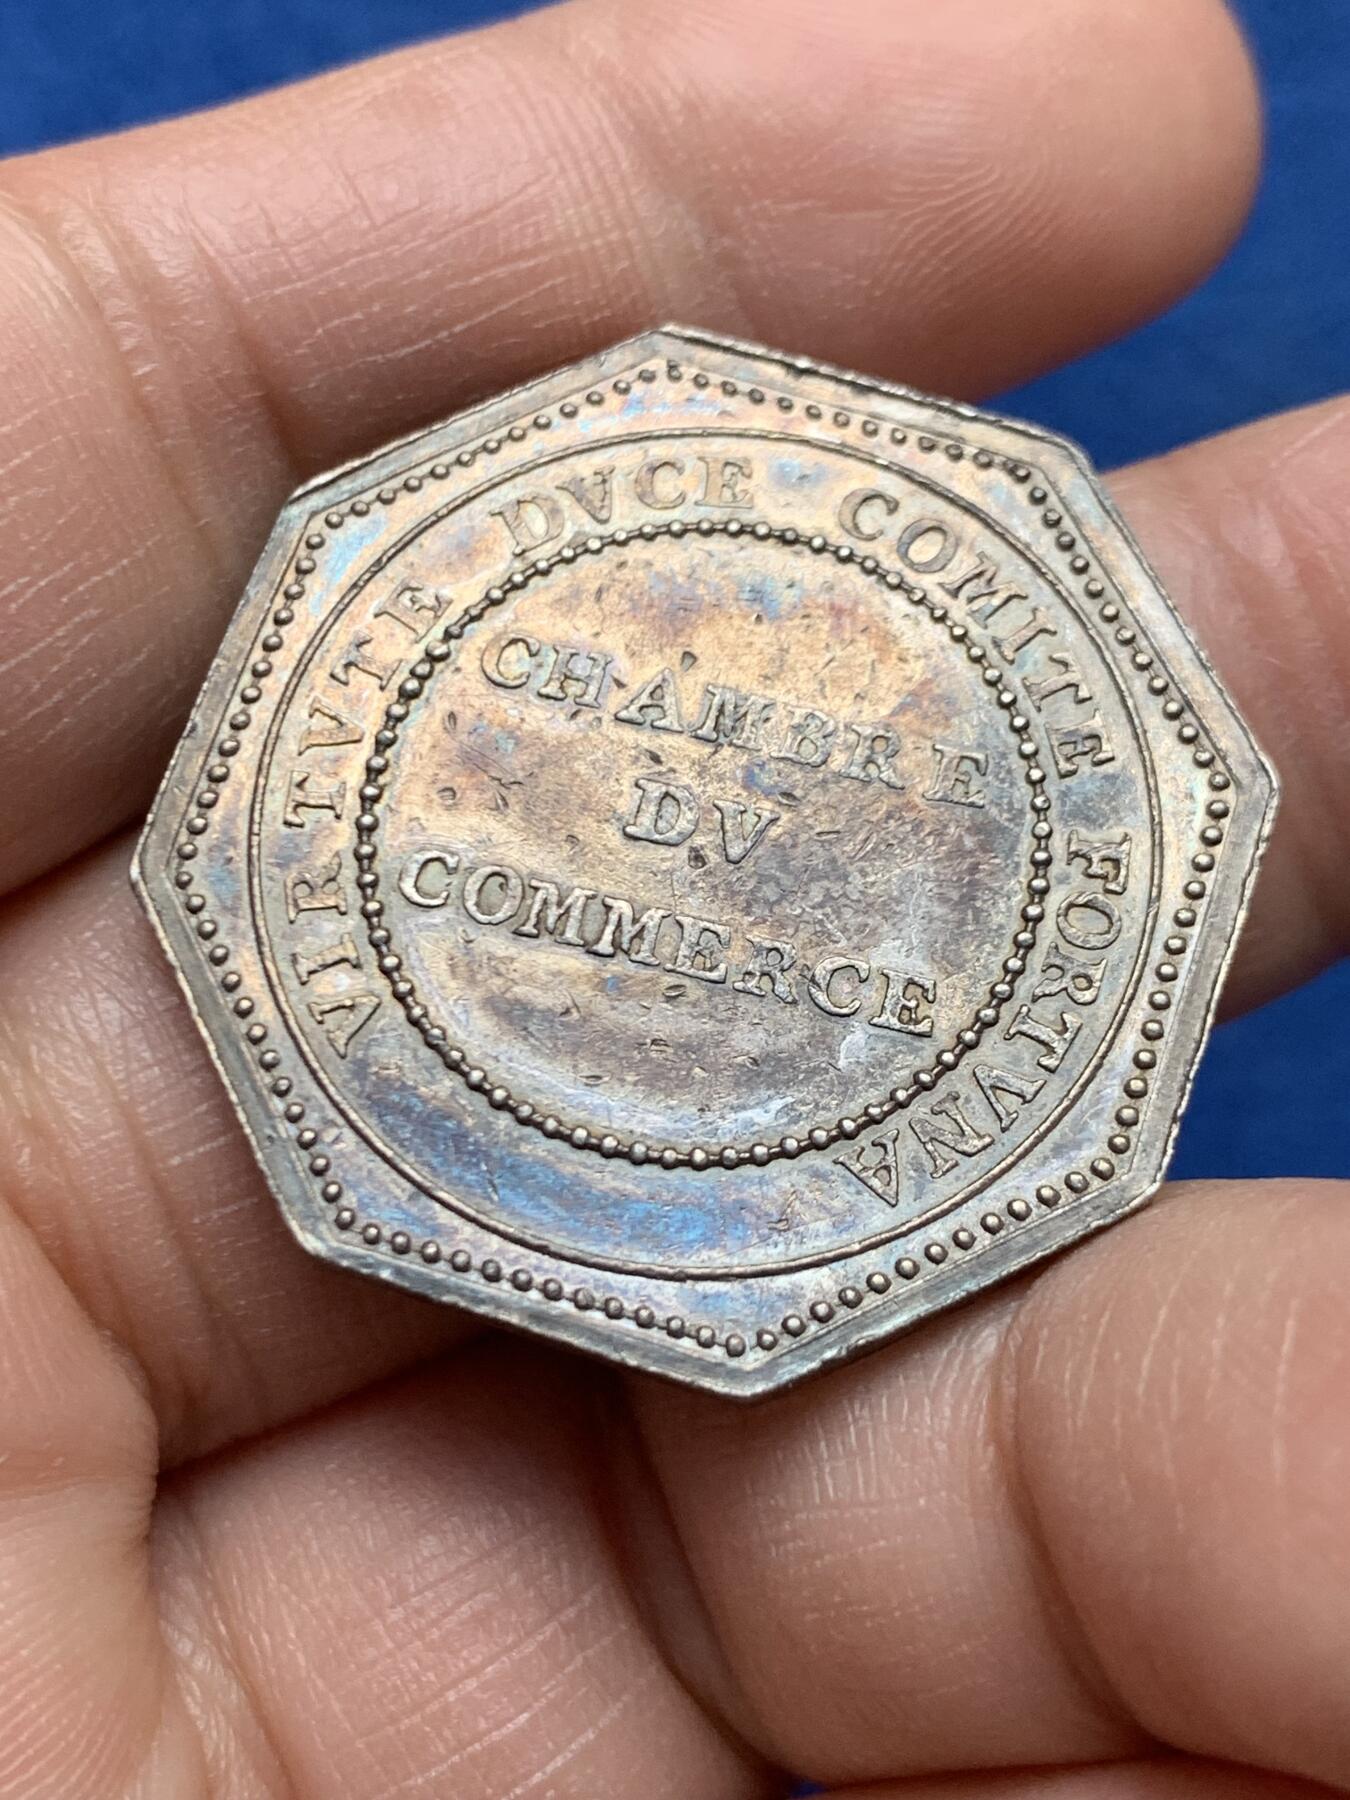 VIRTVTE DVCE COMITE FORTVNA
CHAMBRE
DV
COMMERCE